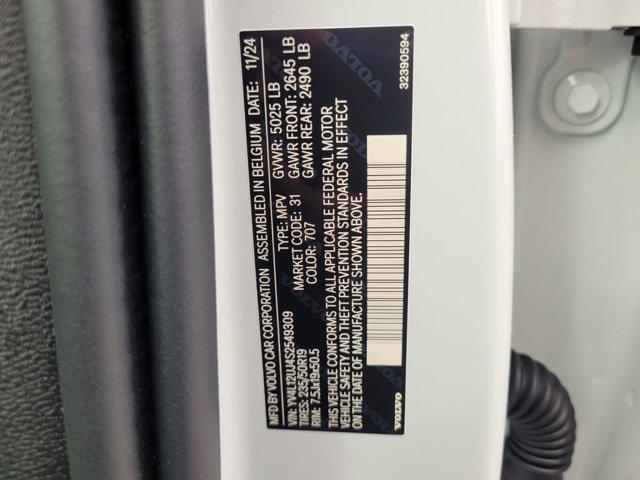 MFD BY VOLVO CAR CORPORATION ASSEMBLED IN BELGIUM DATE: 11/24
VIN: YV4L12UU4S2549309 TYPE: MPV GVWR: 5025 LB
TIRES: 235/50R19 MARKET CODE: 31 GAWR FRONT: 2645 LB
RIM: 7.5Jx19x50.5 COLOR: 707 GAWR REAR: 2490 LB
THIS VEHICLE CONFORMS TO ALL APPLICABLE FEDERAL MOTOR
VEHICLE SAFETY AND THEFT PREVENTION STANDARDS IN EFFECT
ON THE DATE OF MANUFACTURE SHOWN ABOVE.
VOLVO 32390594